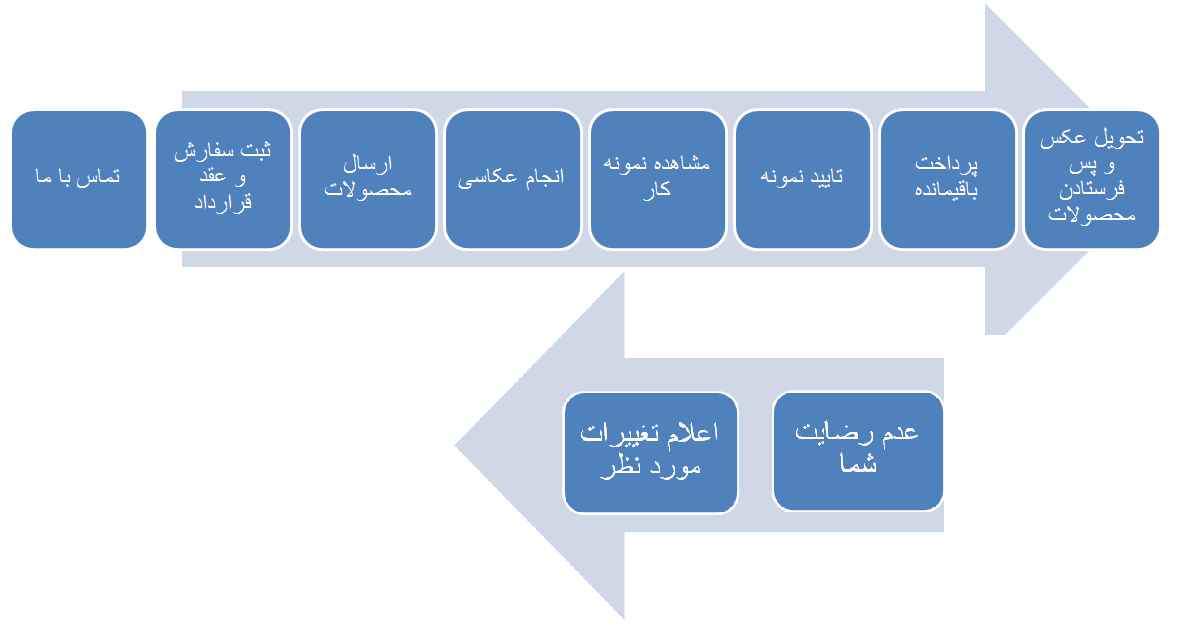 تماس با ما
ثبت سفارش
و عقد
قرارداد
ارسال
محصولات
انجام عکاسی
مشاهده نمونه
کار
تایید نمونه
پرداخت
باقیمانده
تحویل عکس
و پس
فرستادن
محصولات
عدم رضایت
شما
اعلام تغییرات
مورد نظر